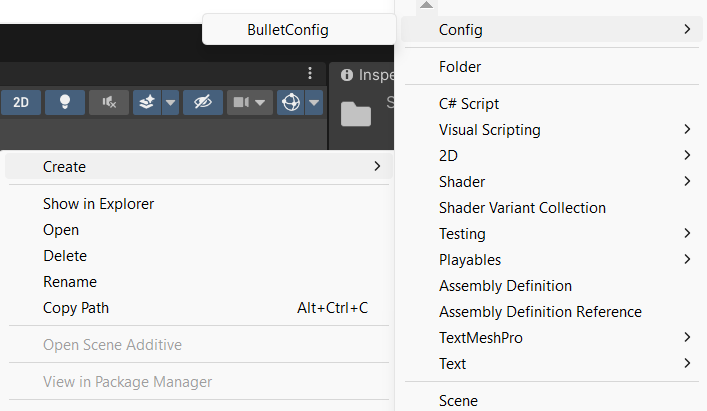 BulletConfig
2D
Inspe
S
Create
Show in Explorer
Open
Delete
Rename
Copy Path Alt+Ctrl+C
Open Scene Additive
View in Package Manager
Config
Folder
C# Script
Visual Scripting
2D
Shader
Shader Variant Collection
Testing
Playables
Assembly Definition
Assembly Definition Reference
TextMeshPro
Text
Scene